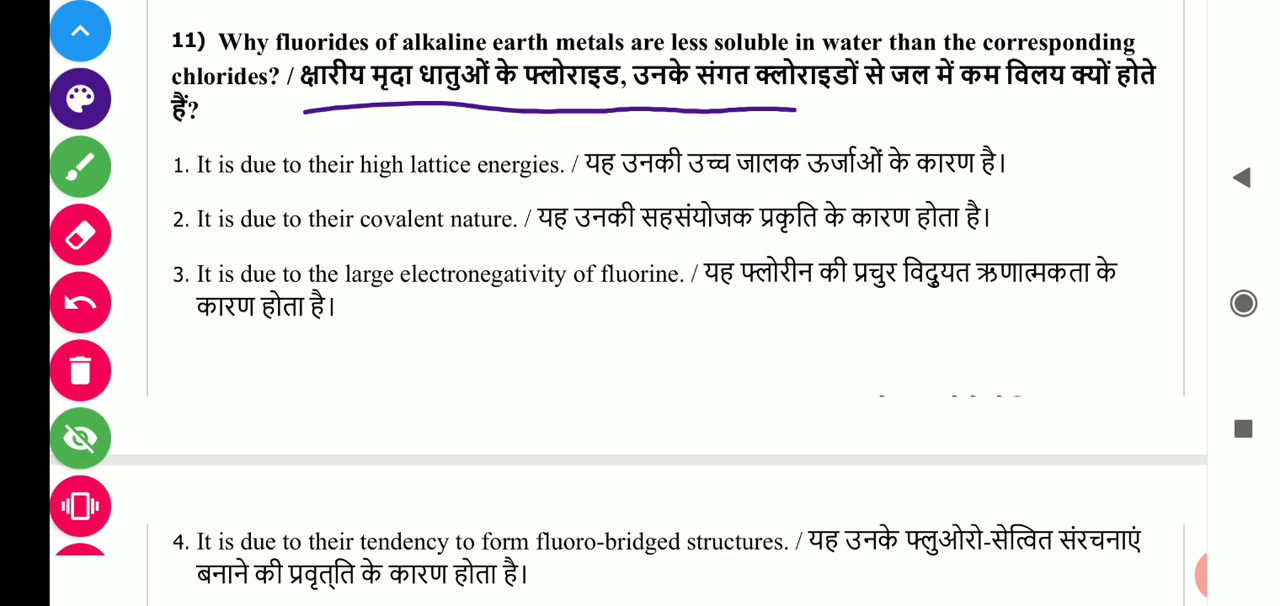 11) Why fluorides of alkaline earth metals are less soluble in water than the corresponding
chlorides? / क्षारीय मृदा धातुओं के फ्लोराइड, उनके संगत क्लोराइडों से जल में कम विलय क्यों होते
हैं?
1. It is due to their high lattice energies. / यह उनकी उच्च जालक ऊर्जाओं के कारण है।
2. It is due to their covalent nature. / यह उनकी सहसंयोजक प्रकृति के कारण होता है।
3. It is due to the large electronegativity of fluorine. / यह फ्लोरीन की प्रचुर विदुयत ऋणात्मकता के
कारण होता है।
4. It is due to their tendency to form fluoro-bridged structures. / यह उनके फ्लुओरो-सेत्वित संरचनाएं
बनाने की प्रवृत्ति के कारण होता है।